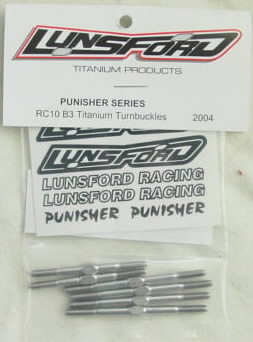 LUNSFORD
TITANIUM PRODUCTS
PUNISHER SERIES
RC10 B3 Titanium Turnbuckles 2004
LUNSFORD
LUNSFORD RACING
LUNSFORD RACING
PUNISHER PUNISHER